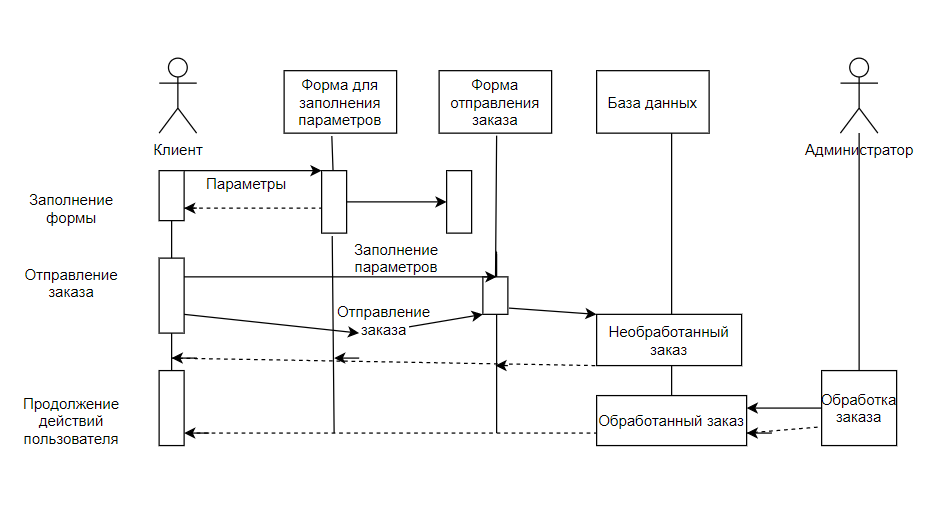 Форма для
заполнения
параметров
Форма
отправления
заказа
База данных
Клиент
Администратор
Параметры
Заполнение
формы
Заполнение
параметров
Отправление
заказа
Отправление
заказа
Необработанный
заказ
Продолжение
действий
пользователя
Обработанный заказ
Обработка
заказа